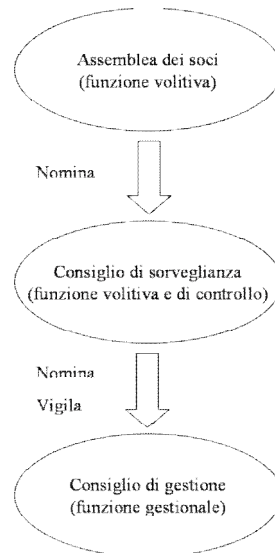 Assemblea dei soci
(funzione volitiva)
Nomina
Consiglio di sorveglianza
(funzione volitiva e di controllo)
Nomina
Vigila
Consiglio di gestione
(funzione gestionale)